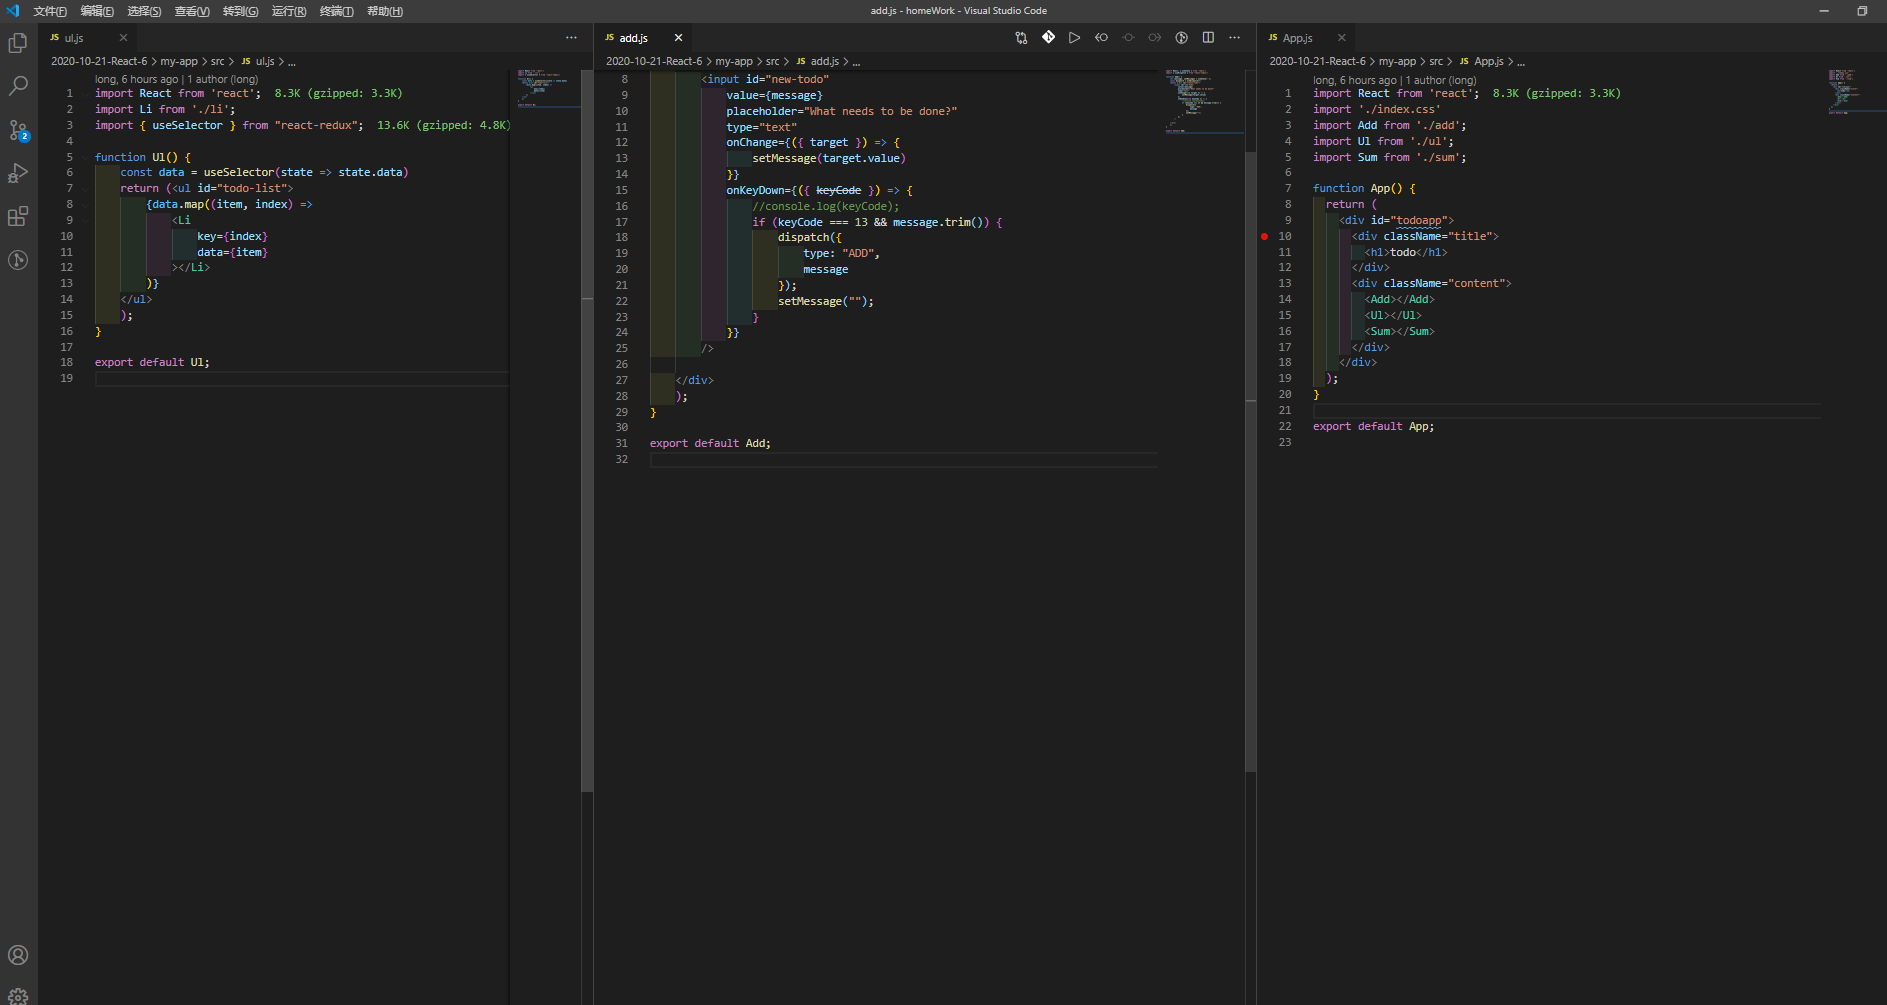 文件(F) 编辑(E) 选择(S) 查看(V) 转到(G) 运行(R) 终端(T) 帮助(H)
add.js - homeWork - Visual Studio Code
JS ul.js
2020-10-21-React-6 > my-app > src > JS ul.js > ...
long, 6 hours ago | 1 author (long)
1 import React from 'react'; 8.3K (gzipped: 3.3K)
2 import Li from './li';
3 import { useSelector } from "react-redux"; 13.6K (gzipped: 4.8K)
4
5 function Ul() {
6 const data = useSelector(state => state.data)
7 return (<ul id="todo-list">
8 {data.map((item, index) =>
9 <Li
10 key={index}
11 data={item}
12 ></Li>
13 )}
14 </ul>
15 );
16 }
17
18 export default Ul;
19
2
JS add.js
2020-10-21-React-6 > my-app > src > JS add.js > ...
8 <input id="new-todo"
9 value={message}
10 placeholder="What needs to be done?"
11 type="text"
12 onChange={({ target }) => {
13 setMessage(target.value)
14 }}
15 onKeyDown={({ keyCode }) => {
16 //console.log(keyCode);
17 if (keyCode === 13 && message.trim()) {
18 dispatch({
19 type: "ADD",
20 message
21 });
22 setMessage("");
23 }
24 }}
25 />
26
27 </div>
28 );
29 }
30
31 export default Add;
32
JS App.js
2020-10-21-React-6 > my-app > src > JS App.js > ...
long, 6 hours ago | 1 author (long)
1 import React from 'react'; 8.3K (gzipped: 3.3K)
2 import './index.css'
3 import Add from './add';
4 import Ul from './ul';
5 import Sum from './sum';
6
7 function App() {
8 return (
9 <div id="todoapp">
10 <div className="title">
11 <h1>todo</h1>
12 </div>
13 <div className="content">
14 <Add></Add>
15 <Ul></Ul>
16 <Sum></Sum>
17 </div>
18 </div>
19 );
20 }
21
22 export default App;
23